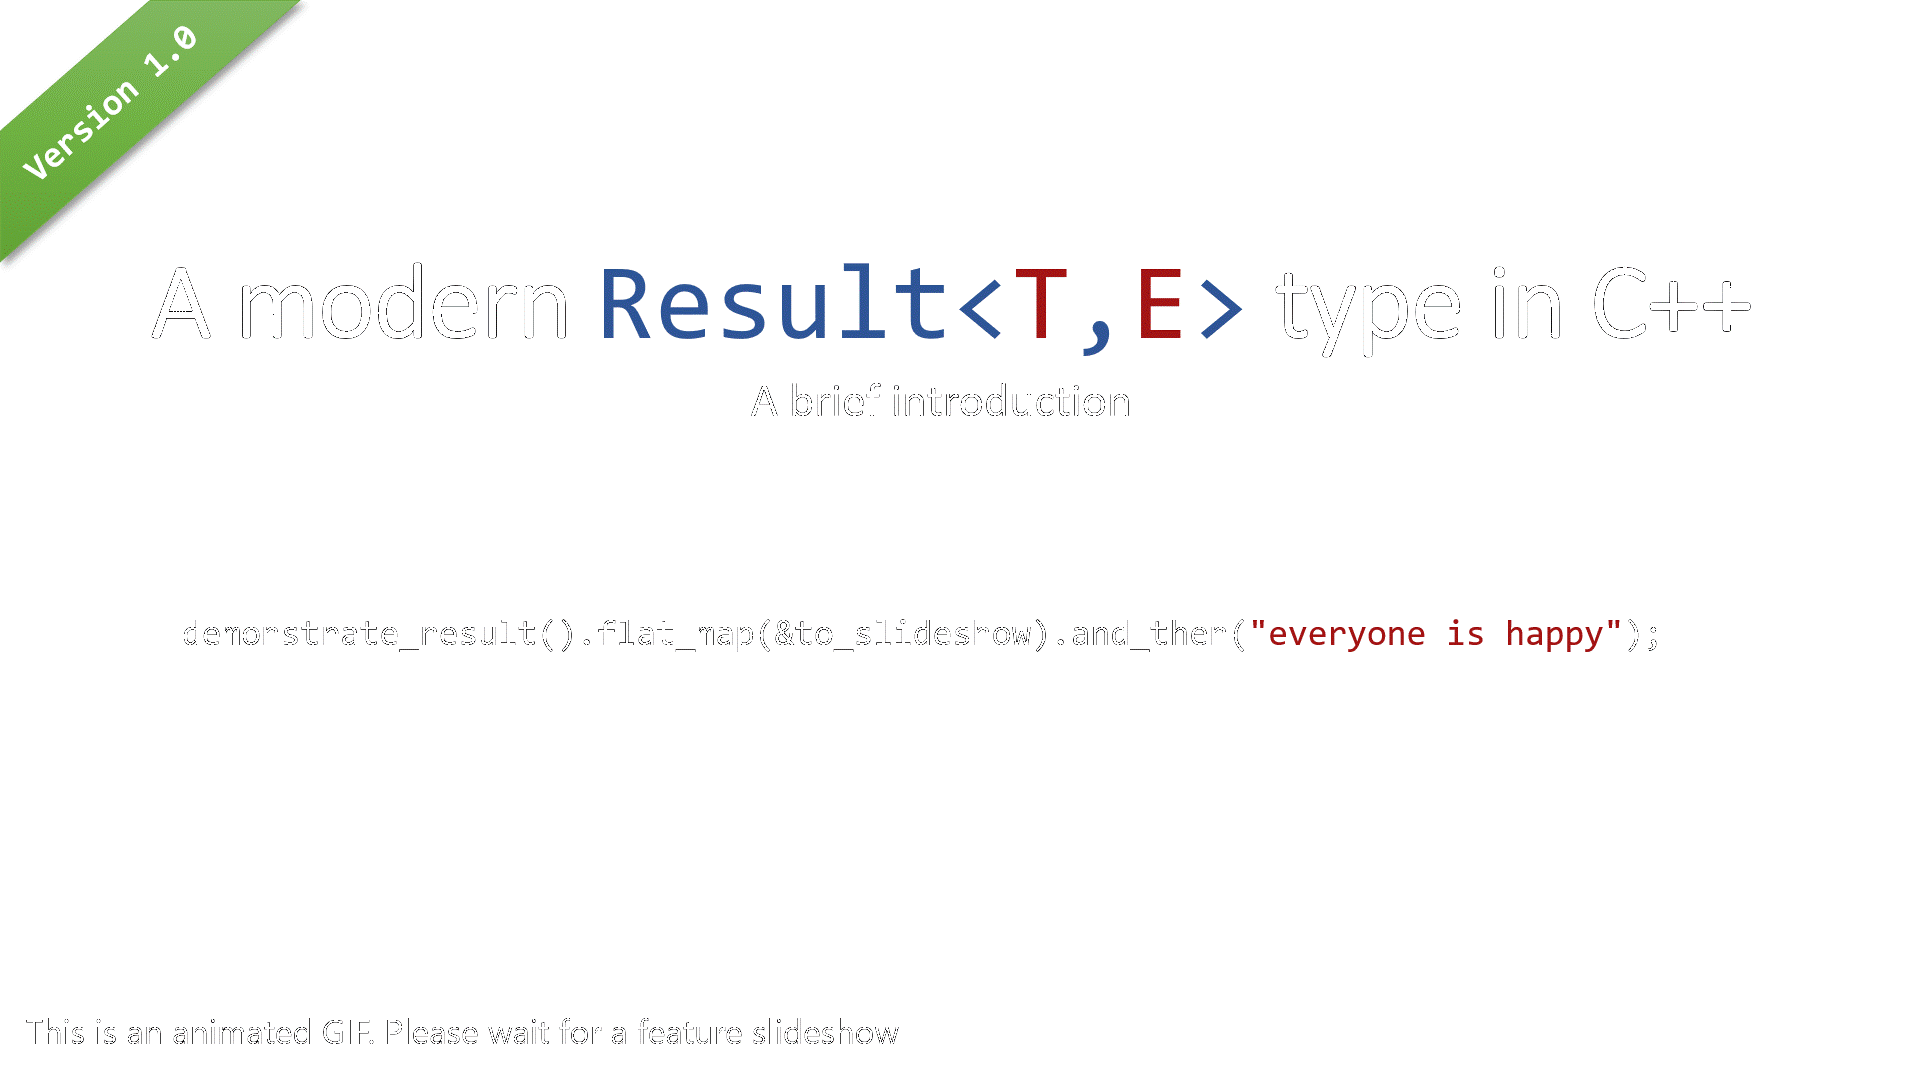 Version 1.0
A modern Result<T,E> type in C++
A brief introduction
demonstrate_result().flat_map(&to_slideshow).and_then("everyone is happy");
This is an animated GIF. Please wait for a feature slideshow